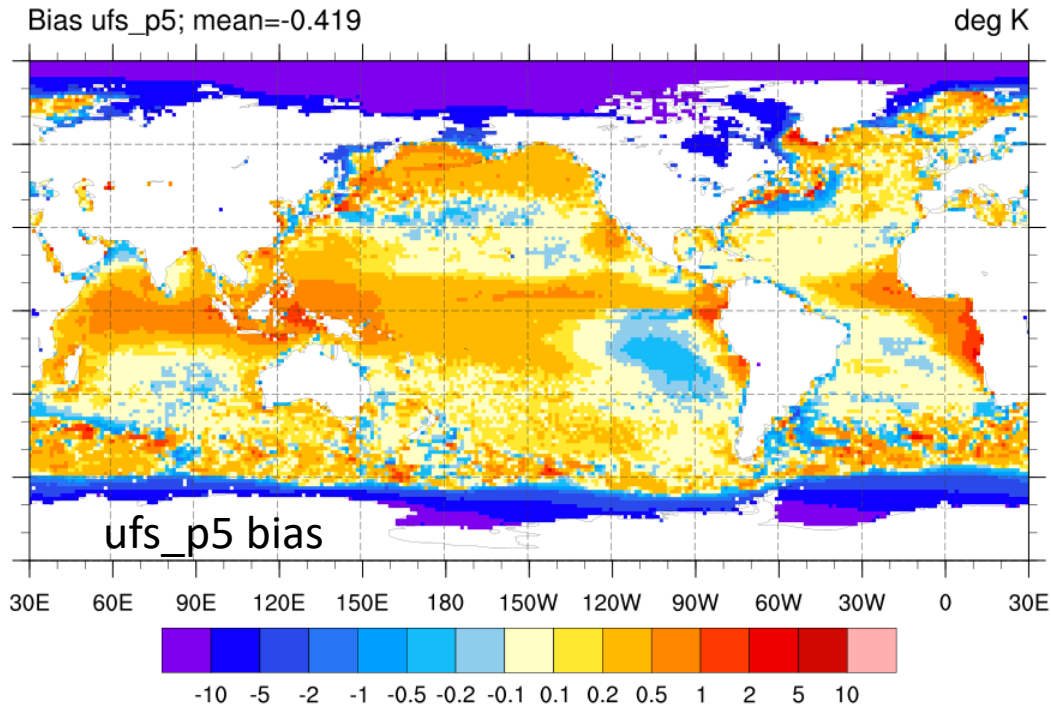 Bias ufs_p5; mean=-0.419 deg K
ufs_p5 bias
30E 60E 90E 120E 150E 180 150W 120W 90W 60W 30W 0 30E
-10 -5 -2 -1 -0.5 -0.2 -0.1 0.1 0.2 0.5 1 2 5 10